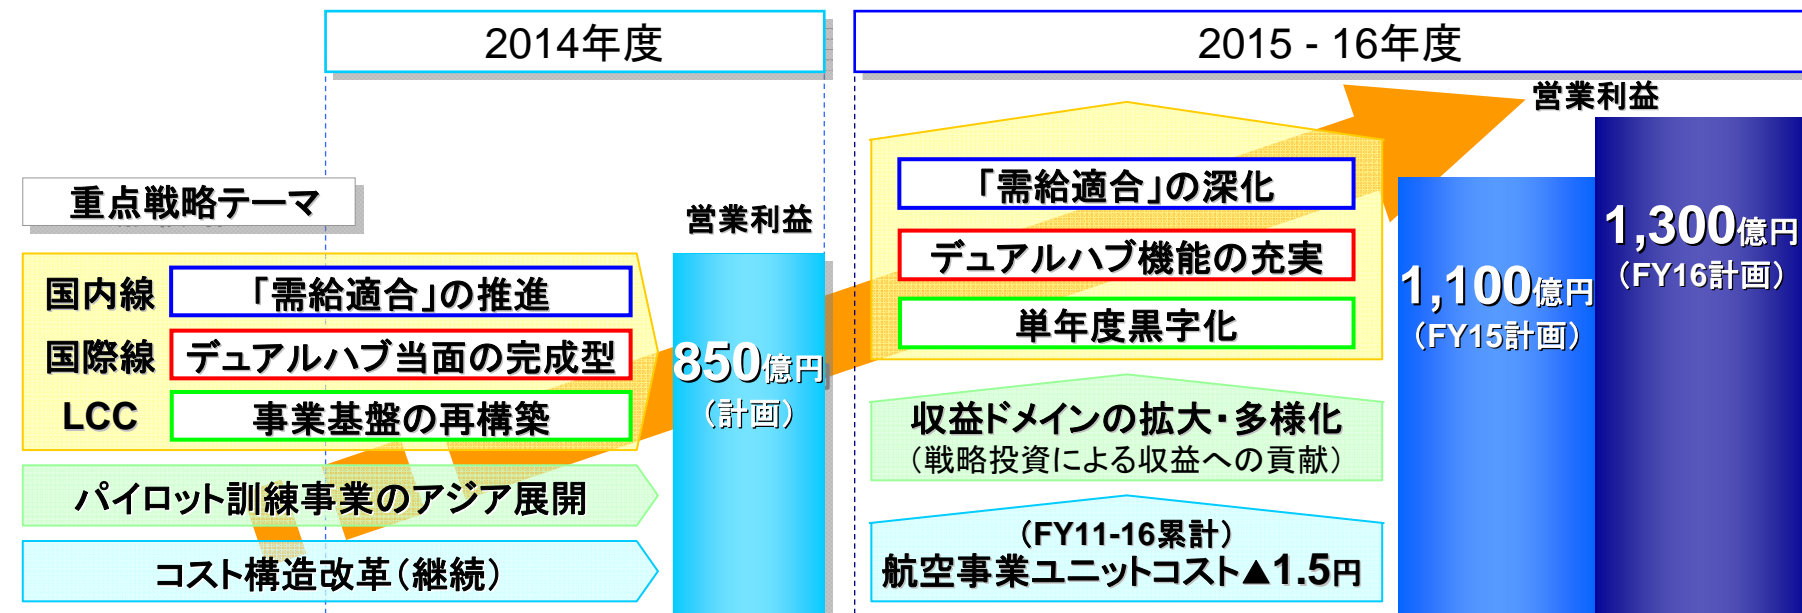 2014年度
2015 - 16年度
重点戦略テーマ
営業利益
国内線
「需給適合」の推進
国際線
デュアルハブ当面の完成型
LCC
事業基盤の再構築
パイロット訓練事業のアジア展開
コスト構造改革(継続)
850億円
(計画)
営業利益
「需給適合」の深化
デュアルハブ機能の充実
単年度黒字化
収益ドメインの拡大・多様化
(戦略投資による収益への貢献)
(FY11-16累計)
航空事業ユニットコスト▲1.5円
1,100億円
(FY15計画)
1,300億円
(FY16計画)